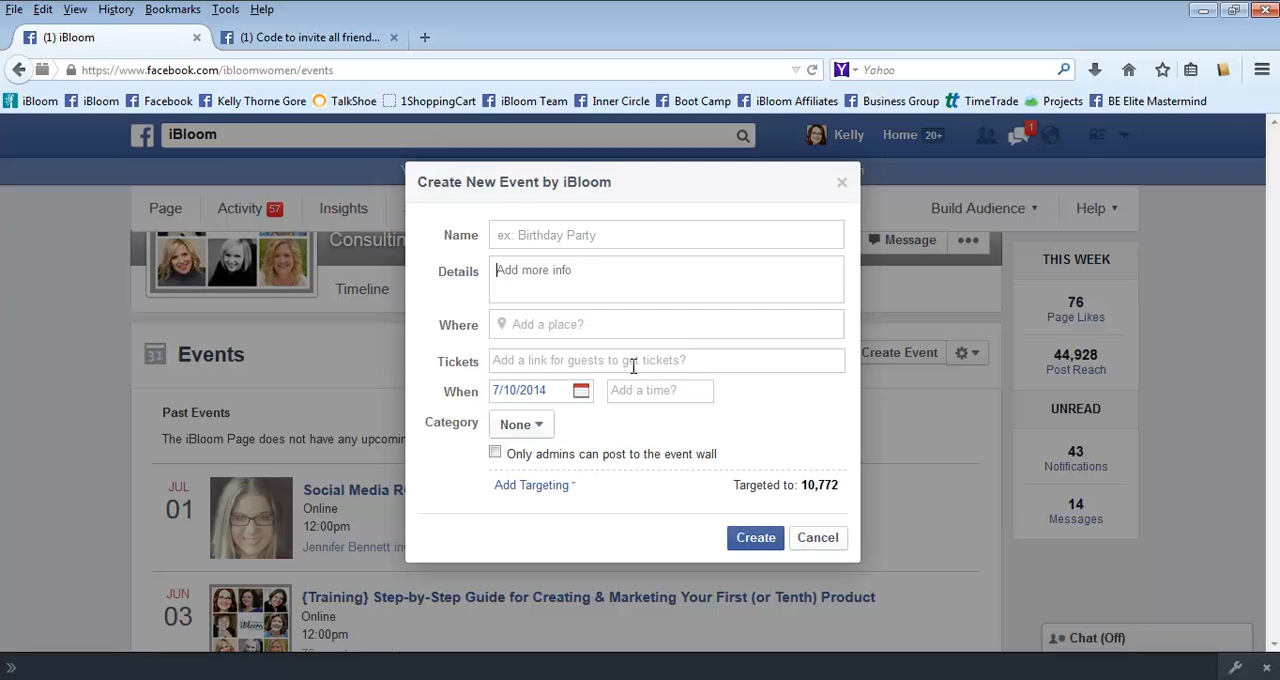 File Edit View History Bookmarks Tools Help
(1) iBloom
(1) Code to invite all friend...
https://www.facebook.com/ibloomwomen/events
Yahoo
iBloom iBloom Facebook Kelly Thorne Gore TalkShoe 1ShoppingCart iBloom Team Inner Circle Boot Camp iBloom Affiliates Business Group TimeTrade Projects BE Elite Mastermind
iBloom
Kelly Home 20+
1
Page Activity 57 Insights
Build Audience Help
Create New Event by iBloom
Name ex: Birthday Party
Details Add more info
Where Add a place?
Tickets Add a link for guests to get tickets?
When 7/10/2014 Add a time?
Category None
Only admins can post to the event wall
Add Targeting
Targeted to: 10,772
Create Cancel
Consulting
Message
Timeline
31 Events
Create Event
Past Events
The iBloom Page does not have any upcoming
JUL
01
Social Media R
Online
12:00pm
Jennifer Bennett inv
JUN
03
{Training} Step-by-Step Guide for Creating & Marketing Your First (or Tenth) Product
Online
12:00pm
THIS WEEK
76
Page Likes
44,928
Post Reach
UNREAD
43
Notifications
14
Messages
Chat (Off)